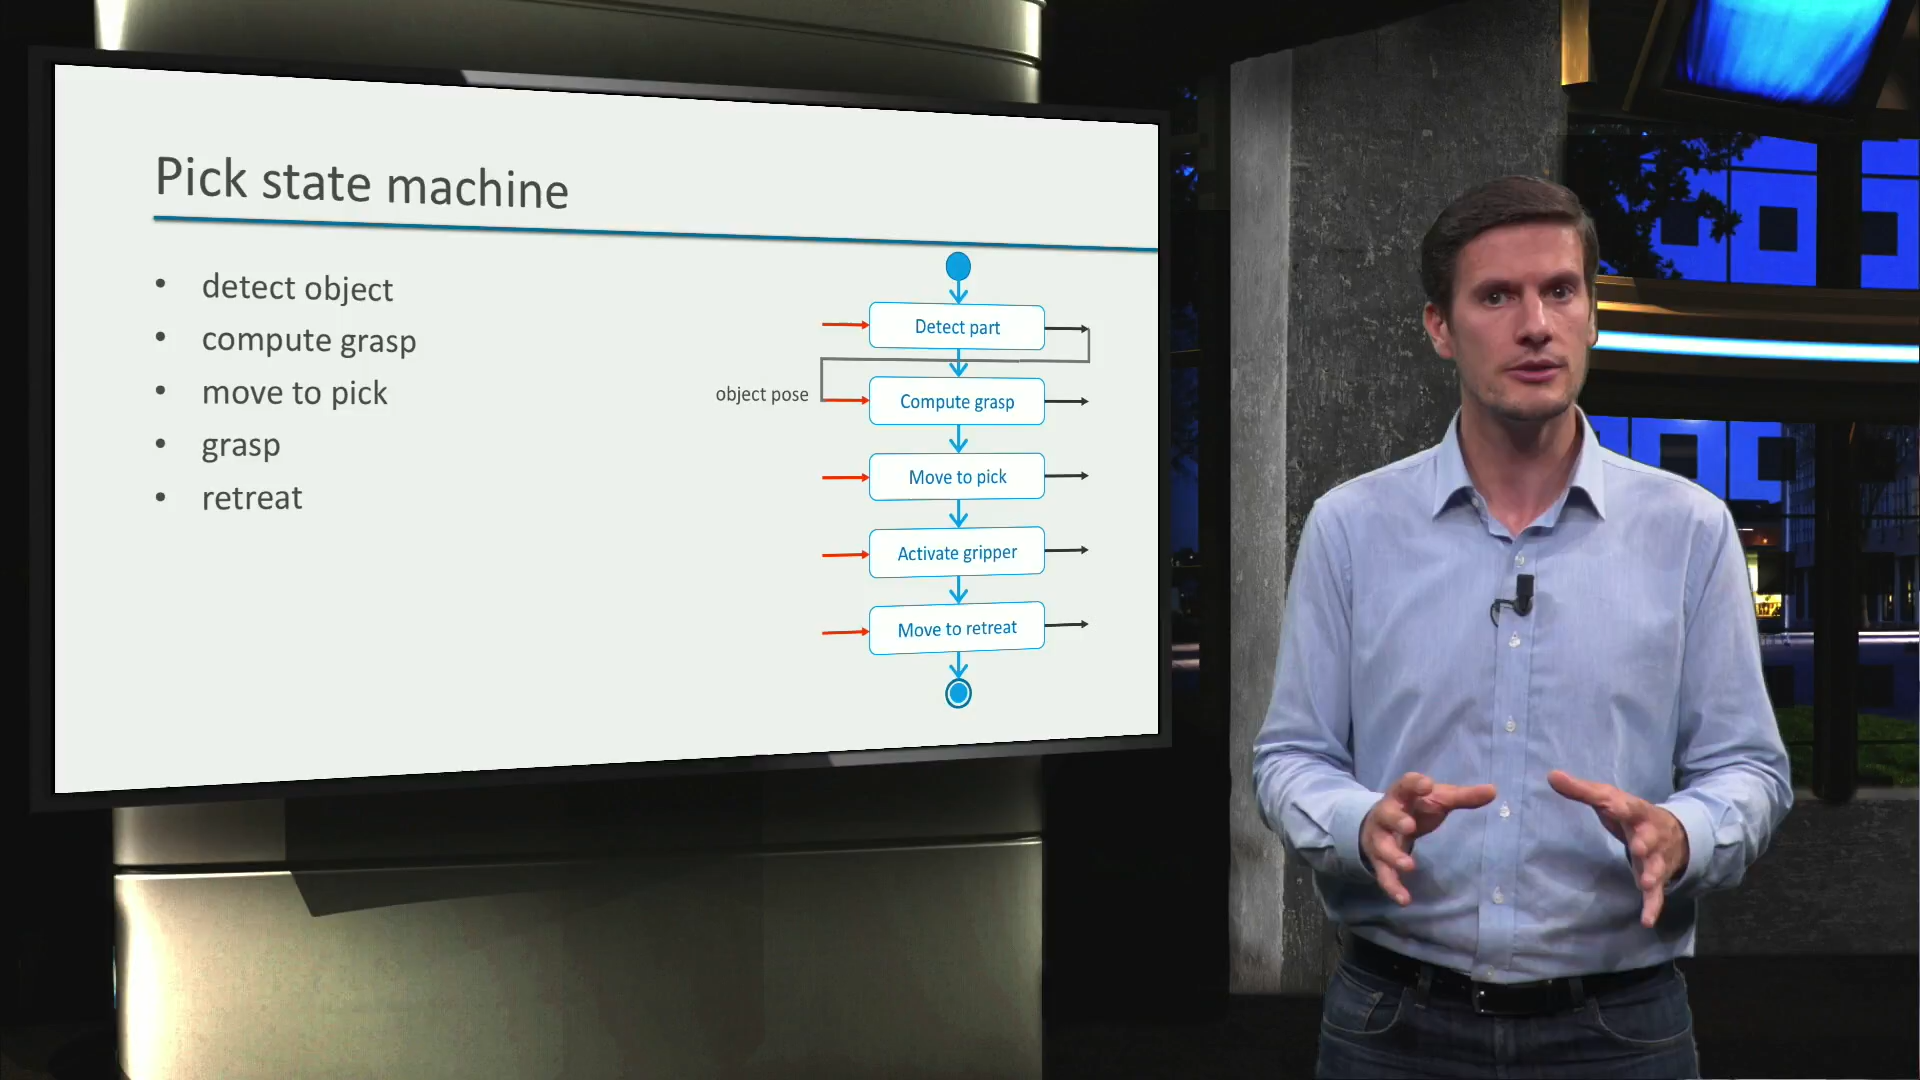 Pick state machine
• detect object
• compute grasp
• move to pick
• grasp
• retreat
Detect part
object pose
Compute grasp
Move to pick
Activate gripper
Move to retreat